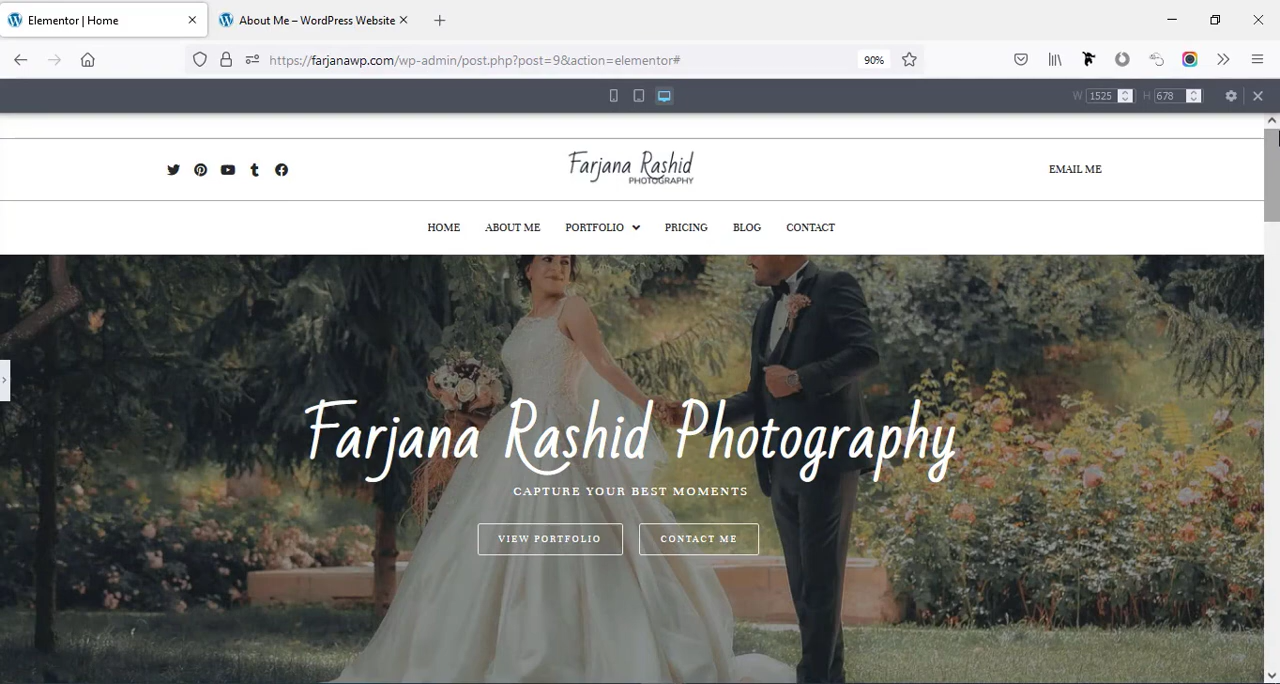 Elementor | Home
About Me – WordPress Website
https://farjanawp.com/wp-admin/post.php?post=9&action=elementor#
90%
W 1525 H 678
Farjana Rashid
PHOTOGRAPHY
EMAIL ME
HOME ABOUT ME PORTFOLIO PRICING BLOG CONTACT
Farjana Rashid Photography
CAPTURE YOUR BEST MOMENTS
VIEW PORTFOLIO CONTACT ME